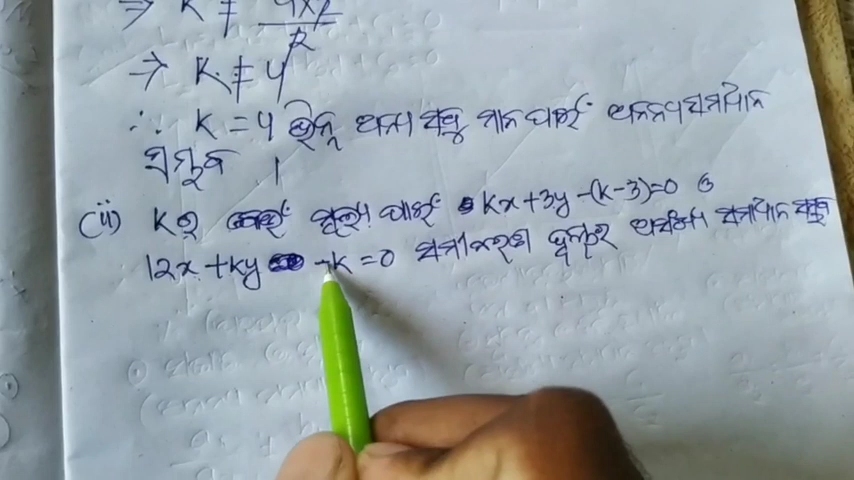 ⇒ K ≠ 4×2/2
⇒ K ≠ 4
∴ K = 4 ଭିନ୍ନ ଅନ୍ୟ ସବୁ ମାନ ପାଇଁ ଅନନ୍ୟ ସମାଧାନ
ସମ୍ଭବ ।
(ii) Kର ମୂଲ୍ୟ ପାଇଁ kx + 3y - (k-3) = 0 ଓ
12x + ky - k = 0 ସମୀକରଣ ଦ୍ୱୟର ଅସଂଖ୍ୟ ସମାଧାନ